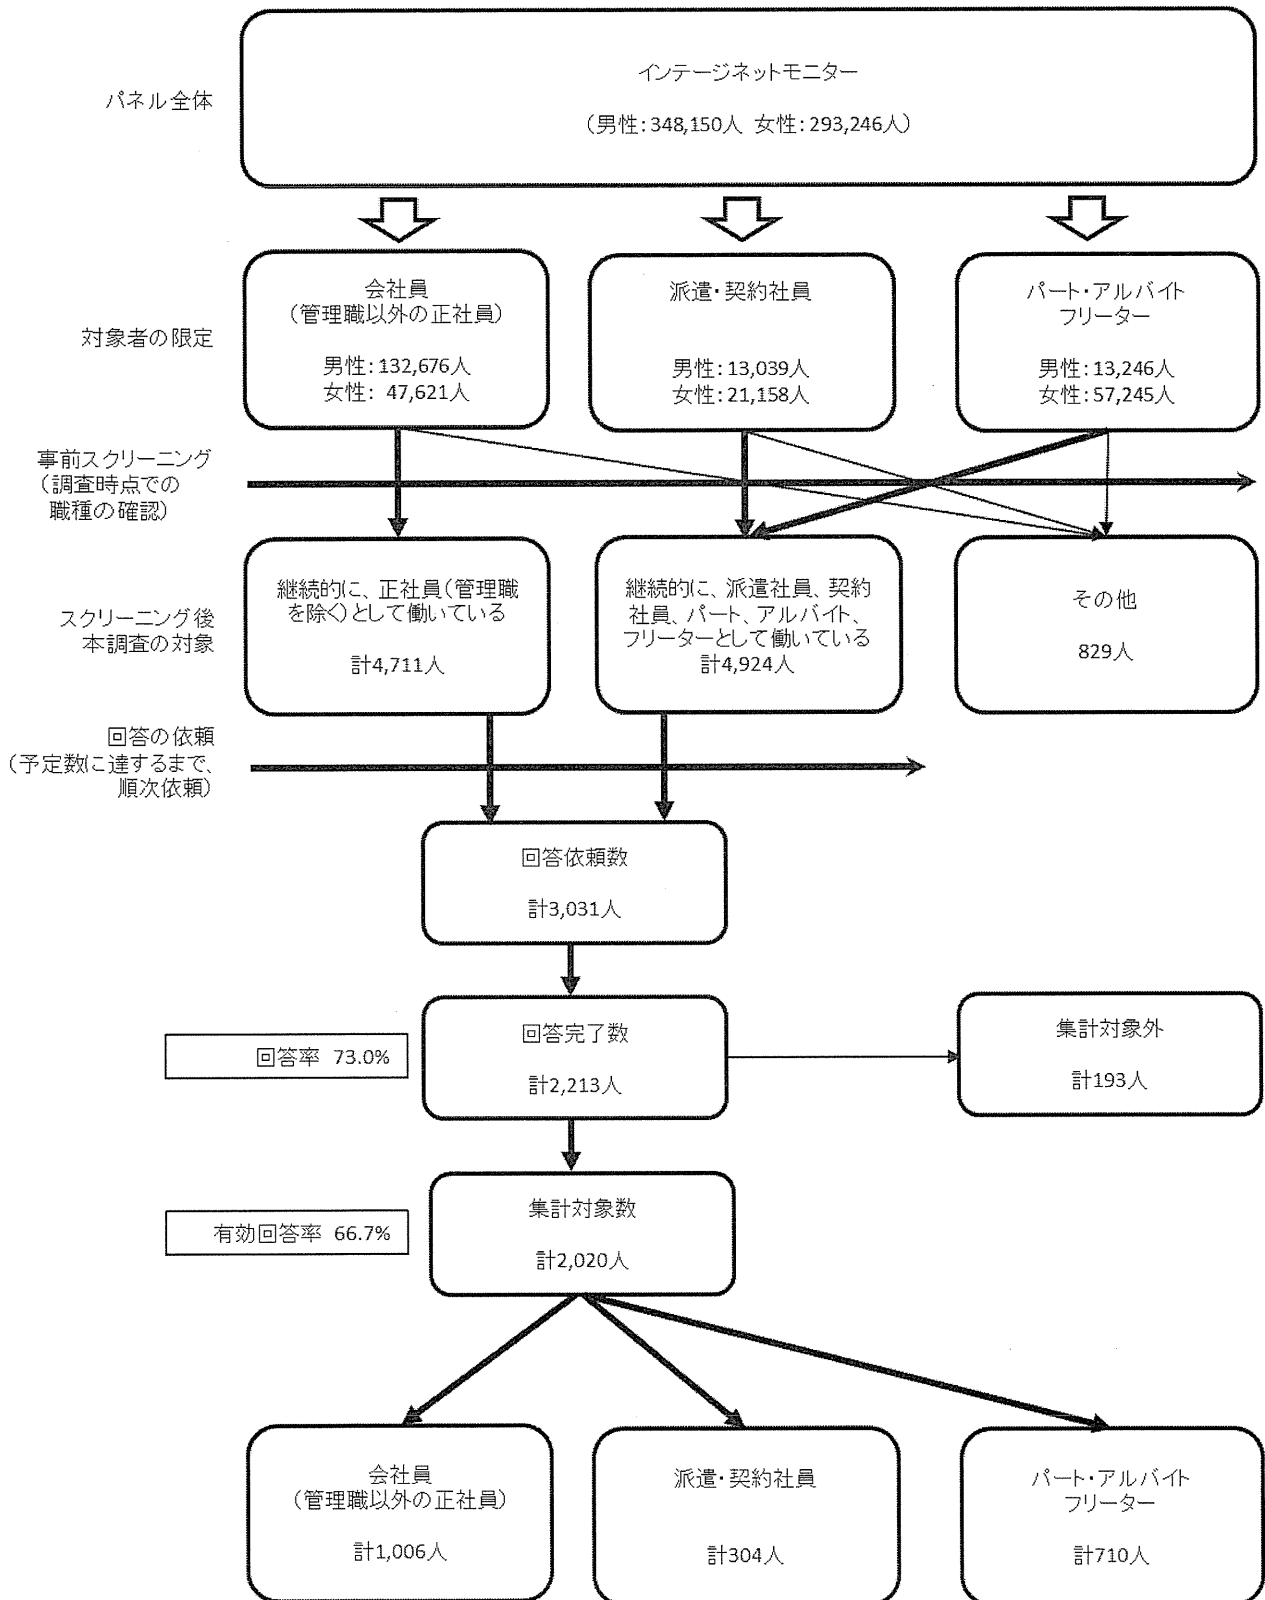 パネル全体
インテージネットモニター
(男性:348,150人 女性:293,246人)
対象者の限定
会社員
(管理職以外の正社員)
男性:132,676人
女性: 47,621人
派遣・契約社員
男性:13,039人
女性:21,158人
パート・アルバイト
フリーター
男性:13,246人
女性:57,245人
事前スクリーニング
(調査時点での
職種の確認)
スクリーニング後
本調査の対象
継続的に、正社員(管理職
を除く)として働いている
計4,711人
継続的に、派遣社員、契約
社員、パート、アルバイト、
フリーターとして働いている
計4,924人
その他
829人
回答の依頼
(予定数に達するまで、
順次依頼)
回答依頼数
計3,031人
回答率 73.0%
回答完了数
計2,213人
集計対象外
計193人
有効回答率 66.7%
集計対象数
計2,020人
会社員
(管理職以外の正社員)
計1,006人
派遣・契約社員
計304人
パート・アルバイト
フリーター
計710人